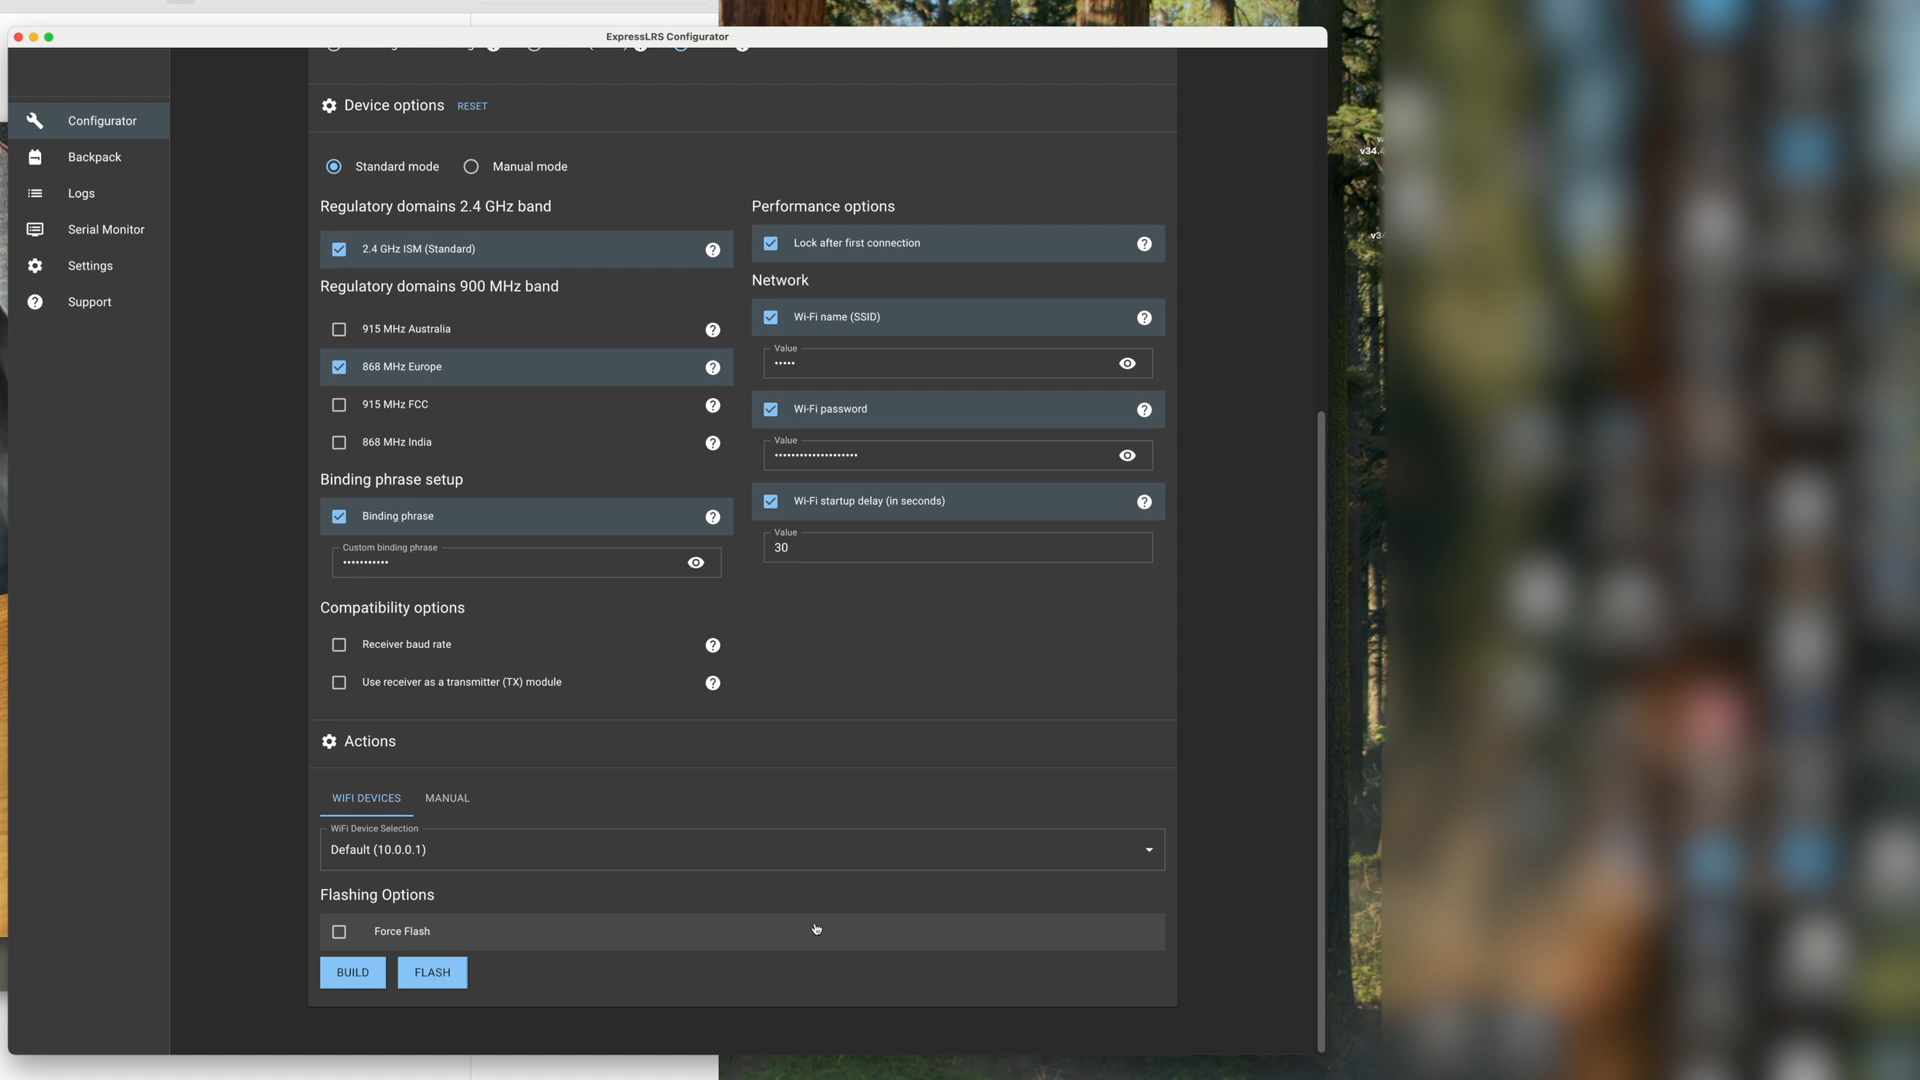 ExpressLRS Configurator
Configurator
Backpack
Logs
Serial Monitor
Settings
Support
Device options RESET
Standard mode Manual mode
Regulatory domains 2.4 GHz band
2.4 GHz ISM (Standard)
Regulatory domains 900 MHz band
915 MHz Australia
868 MHz Europe
915 MHz FCC
868 MHz India
Binding phrase setup
Binding phrase
Custom binding phrase
•••••••••••
Compatibility options
Receiver baud rate
Use receiver as a transmitter (TX) module
Performance options
Lock after first connection
Network
Wi-Fi name (SSID)
Value
•••••
Wi-Fi password
Value
••••••••••••••••••••
Wi-Fi startup delay (in seconds)
Value
30
Actions
WIFI DEVICES MANUAL
WiFi Device Selection
Default (10.0.0.1)
Flashing Options
Force Flash
BUILD FLASH